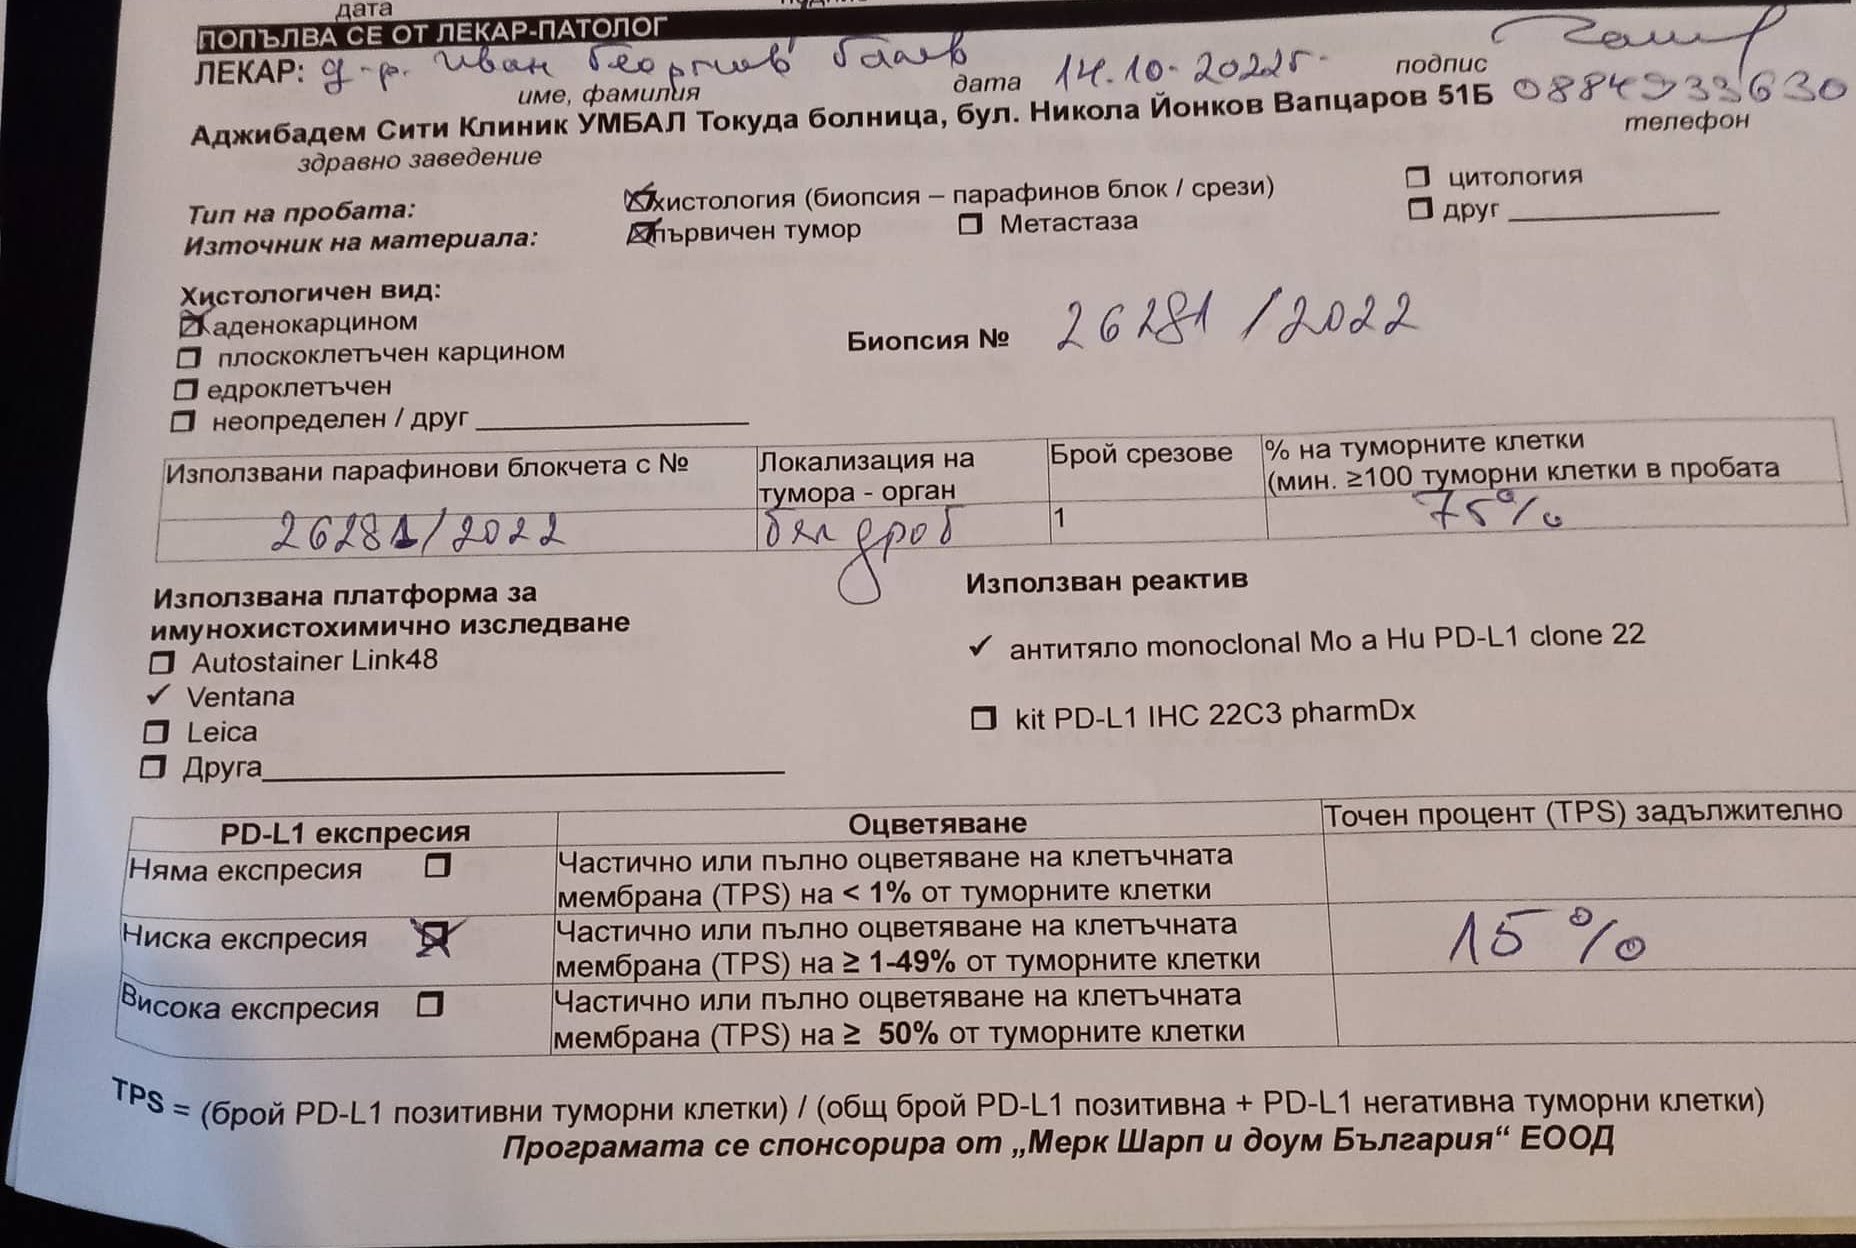 дата
ПОПЪЛВА СЕ ОТ ЛЕКАР-ПАТОЛОГ
ЛЕКАР: д-р. Иван Георгиев
14.10.2022г.
име, фамилия дата подпис
Аджибадем Сити Клиник УМБАЛ Токуда болница, бул. Никола Йонков Вапцаров 51Б 0884933630
здравно заведение телефон
Тип на пробата: хистология (биопсия – парафинов блок / срези) цитология
Източник на материала: първичен тумор Метастаза друг
Хистологичен вид:
аденокарцином
плоскоклетъчен карцином
Биопсия № 26281/2022
едроклетъчен
неопределен / друг
Използвани парафинови блокчета с № Локализация на тумора - орган Брой срезове % на туморните клетки (мин. ≥100 туморни клетки в пробата
26281/2022 бял дроб 1 75%
Използвана платформа за
имунохистохимично изследване
Autostainer Link48
✓ Ventana
Leica
Друга
Използван реактив
✓ антитяло monoclonal Mo a Hu PD-L1 clone 22
kit PD-L1 IHC 22C3 pharmDx
PD-L1 експресия Оцветяване Точен процент (TPS) задължително
Няма експресия Частично или пълно оцветяване на клетъчната
мембрана (TPS) на < 1% от туморните клетки
Ниска експресия Частично или пълно оцветяване на клетъчната
мембрана (TPS) на ≥ 1-49% от туморните клетки 15%
Висока експресия Частично или пълно оцветяване на клетъчната
мембрана (TPS) на ≥ 50% от туморните клетки
TPS = (брой PD-L1 позитивни туморни клетки) / (общ брой PD-L1 позитивна + PD-L1 негативна туморни клетки)
Програмата се спонсорира от „Мерк Шарп и доум България“ ЕООД